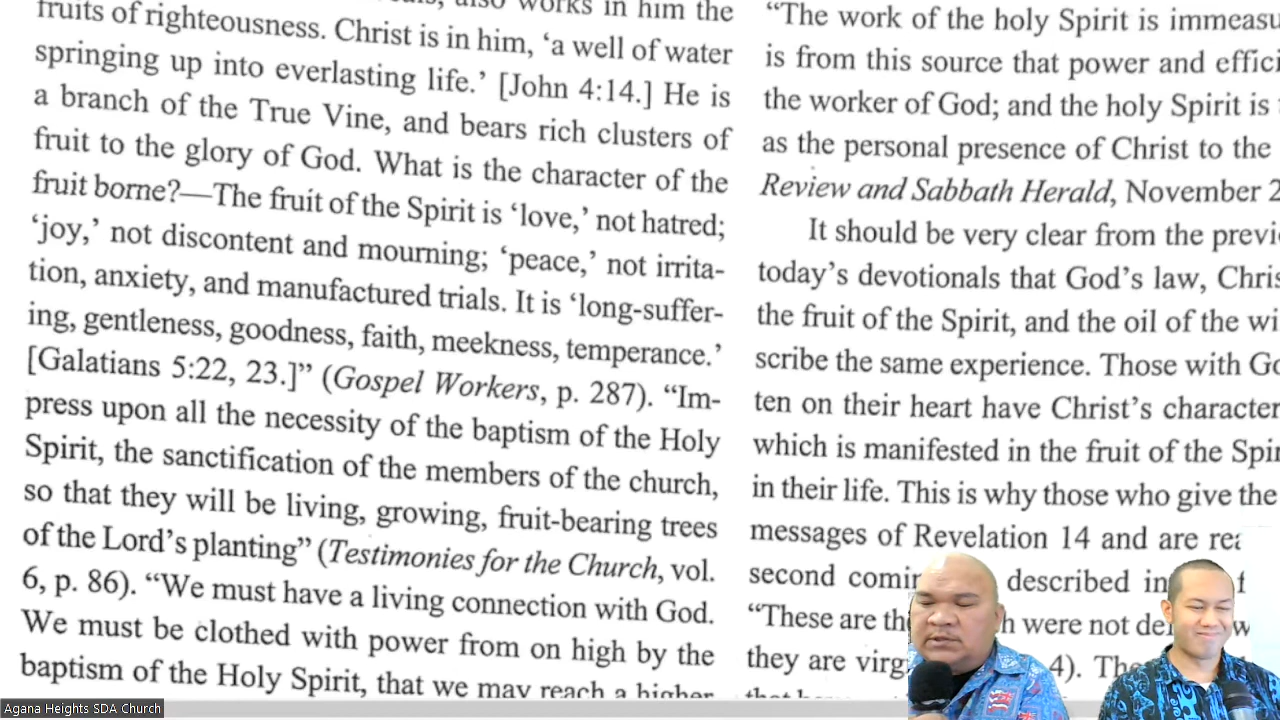 also works in him the
fruits of righteousness. Christ is in him, ‘a well of water
springing up into everlasting life.’ [John 4:14.] He is
a branch of the True Vine, and bears rich clusters of
fruit to the glory of God. What is the character of the
fruit borne?—The fruit of the Spirit is ‘love,’ not hatred;
‘joy,’ not discontent and mourning; ‘peace,’ not irrita-
tion, anxiety, and manufactured trials. It is ‘long-suffer-
ing, gentleness, goodness, faith, meekness, temperance.’
[Galatians 5:22, 23.]” (Gospel Workers, p. 287). “Im-
press upon all the necessity of the baptism of the Holy
Spirit, the sanctification of the members of the church,
so that they will be living, growing, fruit-bearing trees
of the Lord’s planting” (Testimonies for the Church, vol.
6, p. 86). “We must have a living connection with God.
We must be clothed with power from on high by the
baptism of the Holy Spirit, that we may reach a higher
“The work of the holy Spirit is
is from this source that power and
the worker of God; and the holy Spirit is
as the personal presence of Christ to the
Review and Sabbath Herald, November
It should be very clear from the
today’s devotionals that God’s law,
the fruit of the Spirit, and the oil of the
scribe the same experience. Those with
ten on their heart have Christ’s character
which is manifested in the fruit of the
in their life. This is why those who give the
messages of Revelation 14 and are
second described in
“These are were not
they are 4).
Agana Heights SDA Church